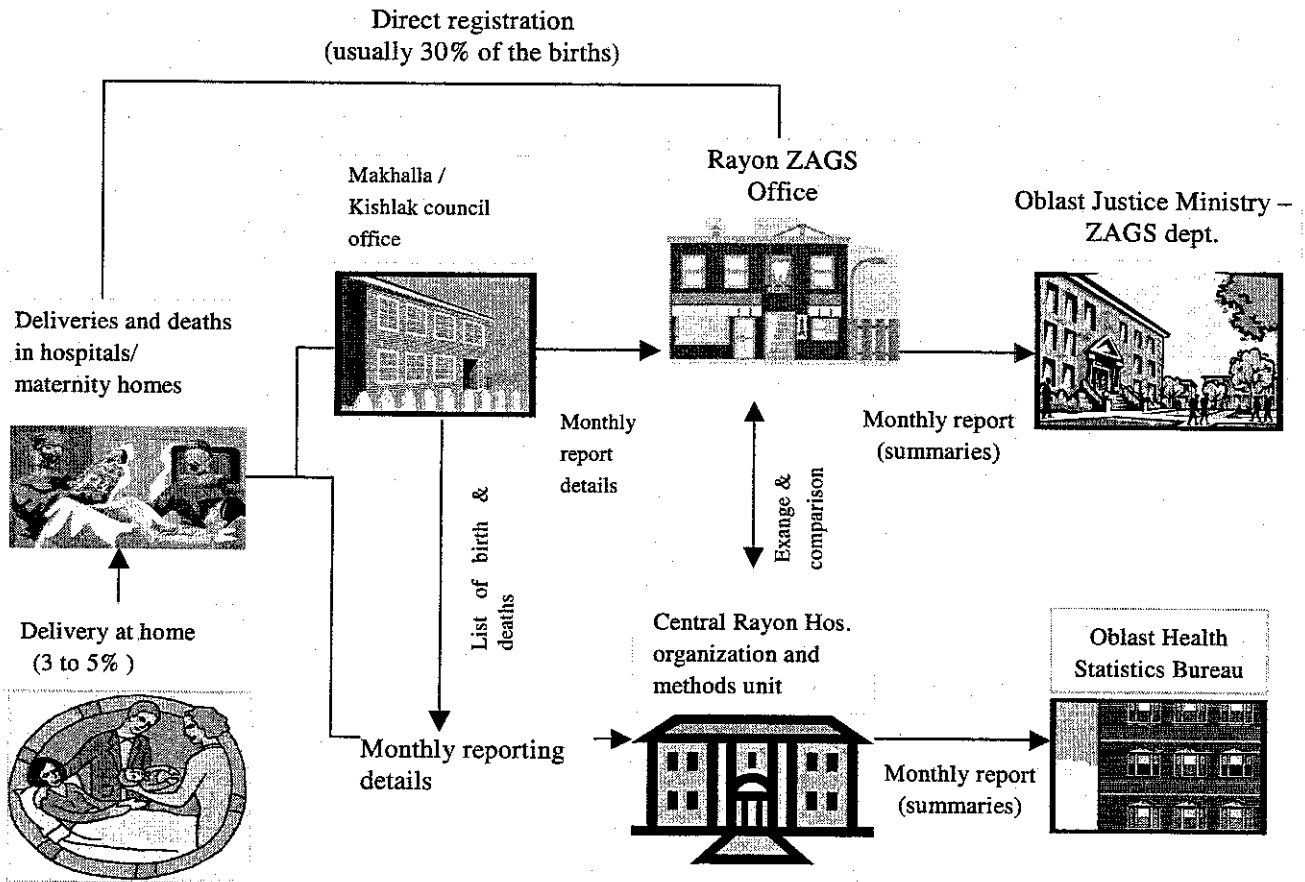 Direct registration
(usually 30% of the births)
Makhalla /
Kishlak council
office
Rayon ZAGS
Office
Oblast Justice Ministry –
ZAGS dept.
Deliveries and deaths
in hospitals/
maternity homes
Monthly
report
details
Monthly report
(summaries)
List of birth &
deaths
Exange &
comparison
Delivery at home
(3 to 5% )
Central Rayon Hos.
organization and
methods unit
Oblast Health
Statistics Bureau
Monthly reporting
details
Monthly report
(summaries)